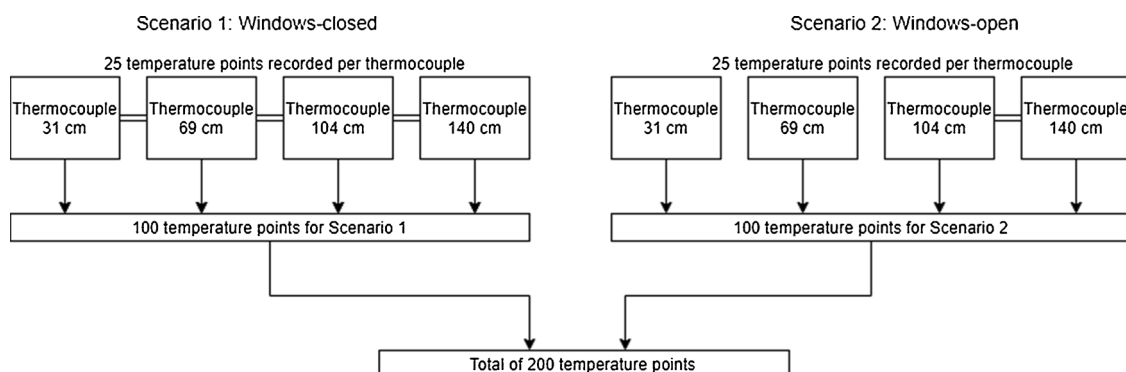 Scenario 1: Windows-closed
25 temperature points recorded per thermocouple
Thermocouple
31 cm
Thermocouple
69 cm
Thermocouple
104 cm
Thermocouple
140 cm
100 temperature points for Scenario 1
Scenario 2: Windows-open
25 temperature points recorded per thermocouple
Thermocouple
31 cm
Thermocouple
69 cm
Thermocouple
104 cm
Thermocouple
140 cm
100 temperature points for Scenario 2
Total of 200 temperature points